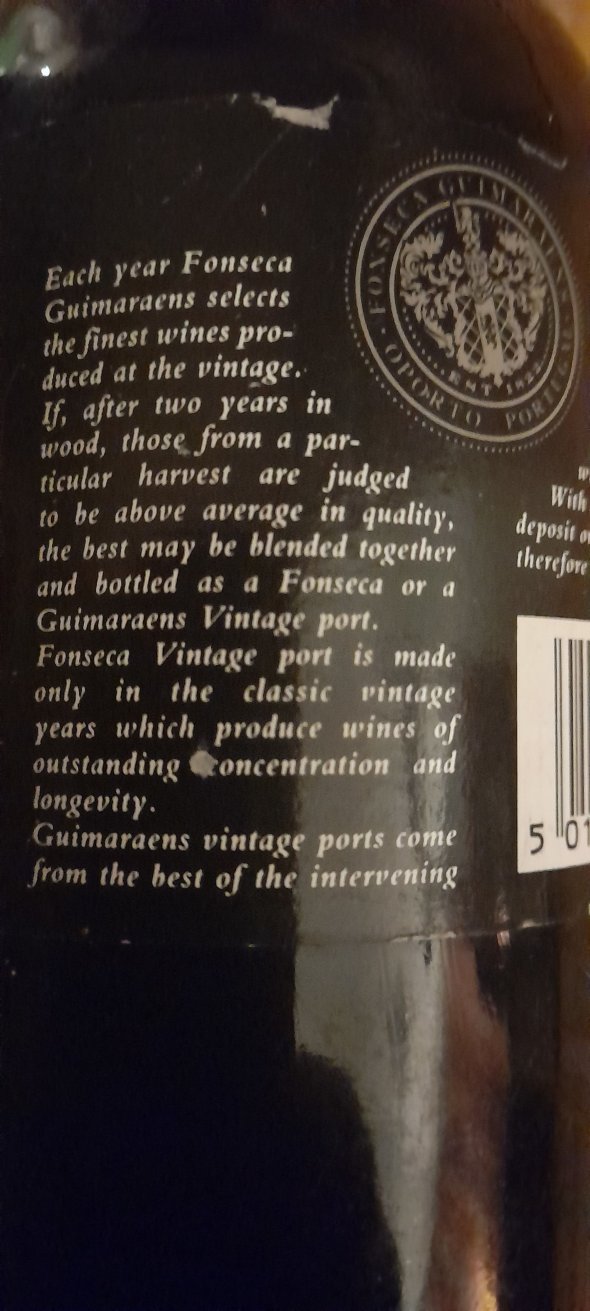 Each year Fonseca
Guimaraens selects
the finest wines pro-
duced at the vintage.
If, after two years in
wood, those from a par-
ticular harvest are judged
to be above average in quality,
the best may be blended together
and bottled as a Fonseca or a
Guimaraens Vintage port.
Fonseca Vintage port is made
only in the classic vintage
years which produce wines of
outstanding concentration and
longevity.
Guimaraens vintage ports come
from the best of the intervening
FONSECA GUIMARAENS
EST 1822
OPORTO PORTUGAL
With
deposit
therefore
5 01